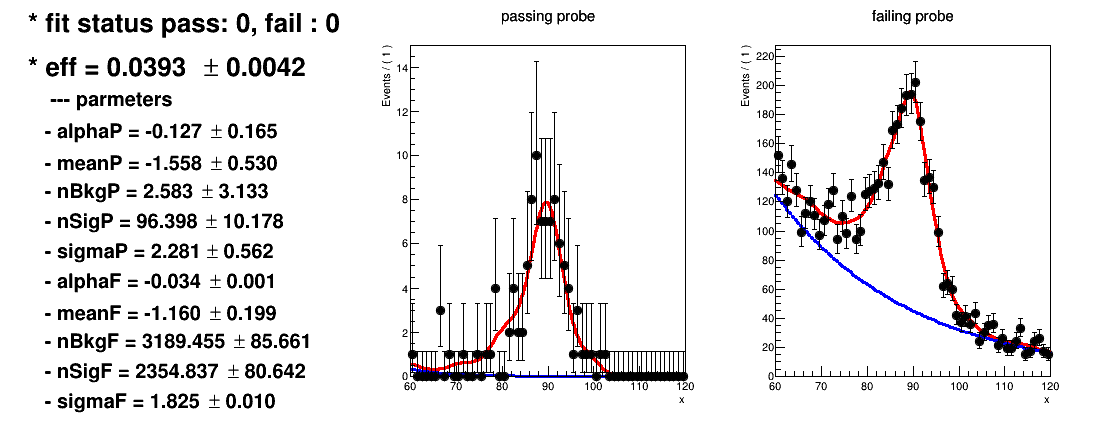 * fit status pass: 0, fail : 0
* eff = 0.0393 ± 0.0042
--- parmeters
- alphaP = -0.127 ± 0.165
- meanP = -1.558 ± 0.530
- nBkgP = 2.583 ± 3.133
- nSigP = 96.398 ± 10.178
- sigmaP = 2.281 ± 0.562
- alphaF = -0.034 ± 0.001
- meanF = -1.160 ± 0.199
- nBkgF = 3189.455 ± 85.661
- nSigF = 2354.837 ± 80.642
- sigmaF = 1.825 ± 0.010
passing probe
Events / ( 1 )
14
12
10
8
6
4
2
0
60 70 80 90 100 110 120
x
failing probe
Events / ( 1 )
220
200
180
160
140
120
100
80
60
40
20
0
60 70 80 90 100 110 120
x